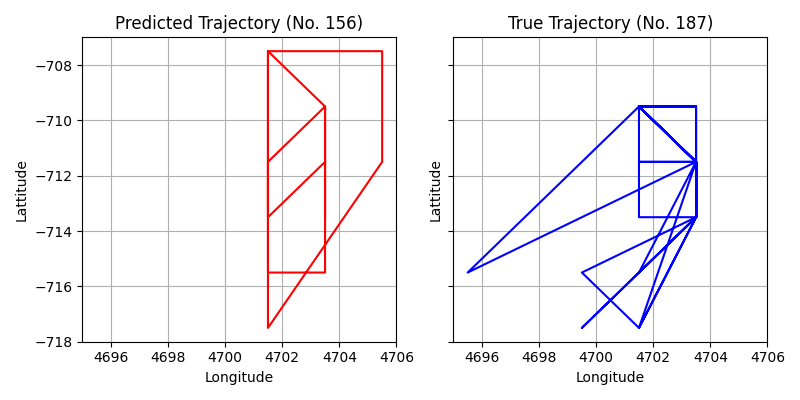 Predicted Trajectory (No. 156)
True Trajectory (No. 187)
−708
−710
−712
−714
−716
−718
Lattitude
4696 4698 4700 4702 4704 4706
Longitude
Lattitude
4696 4698 4700 4702 4704 4706
Longitude